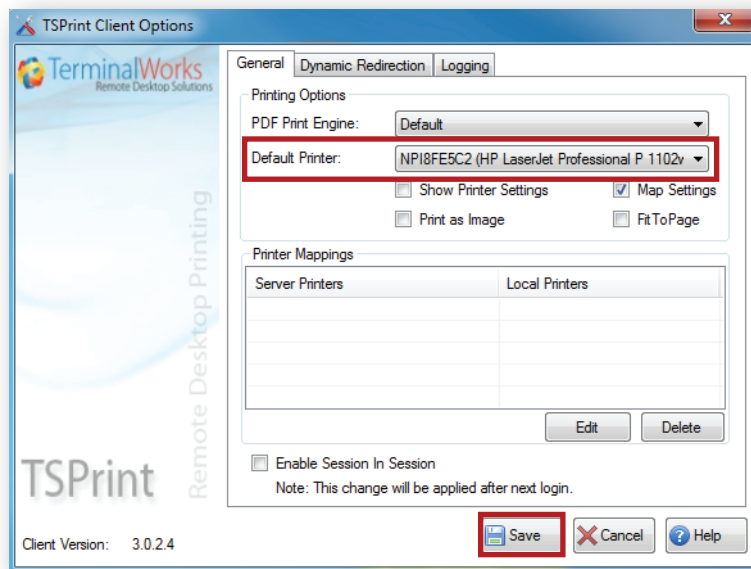 TSPrint Client Options
TerminalWorks
Remote Desktop Solutions
General
Dynamic Redirection
Logging
Printing Options
PDF Print Engine:
Default
Default Printer:
NPI8FE5C2 (HP LaserJet Professional P 1102w
Show Printer Settings
Map Settings
Print as Image
FitToPage
Printer Mappings
Server Printers
Local Printers
Edit
Delete
Enable Session In Session
Note: This change will be applied after next login.
Remote Desktop Printing
TSPrint
Client Version: 3.0.2.4
Save
Cancel
Help